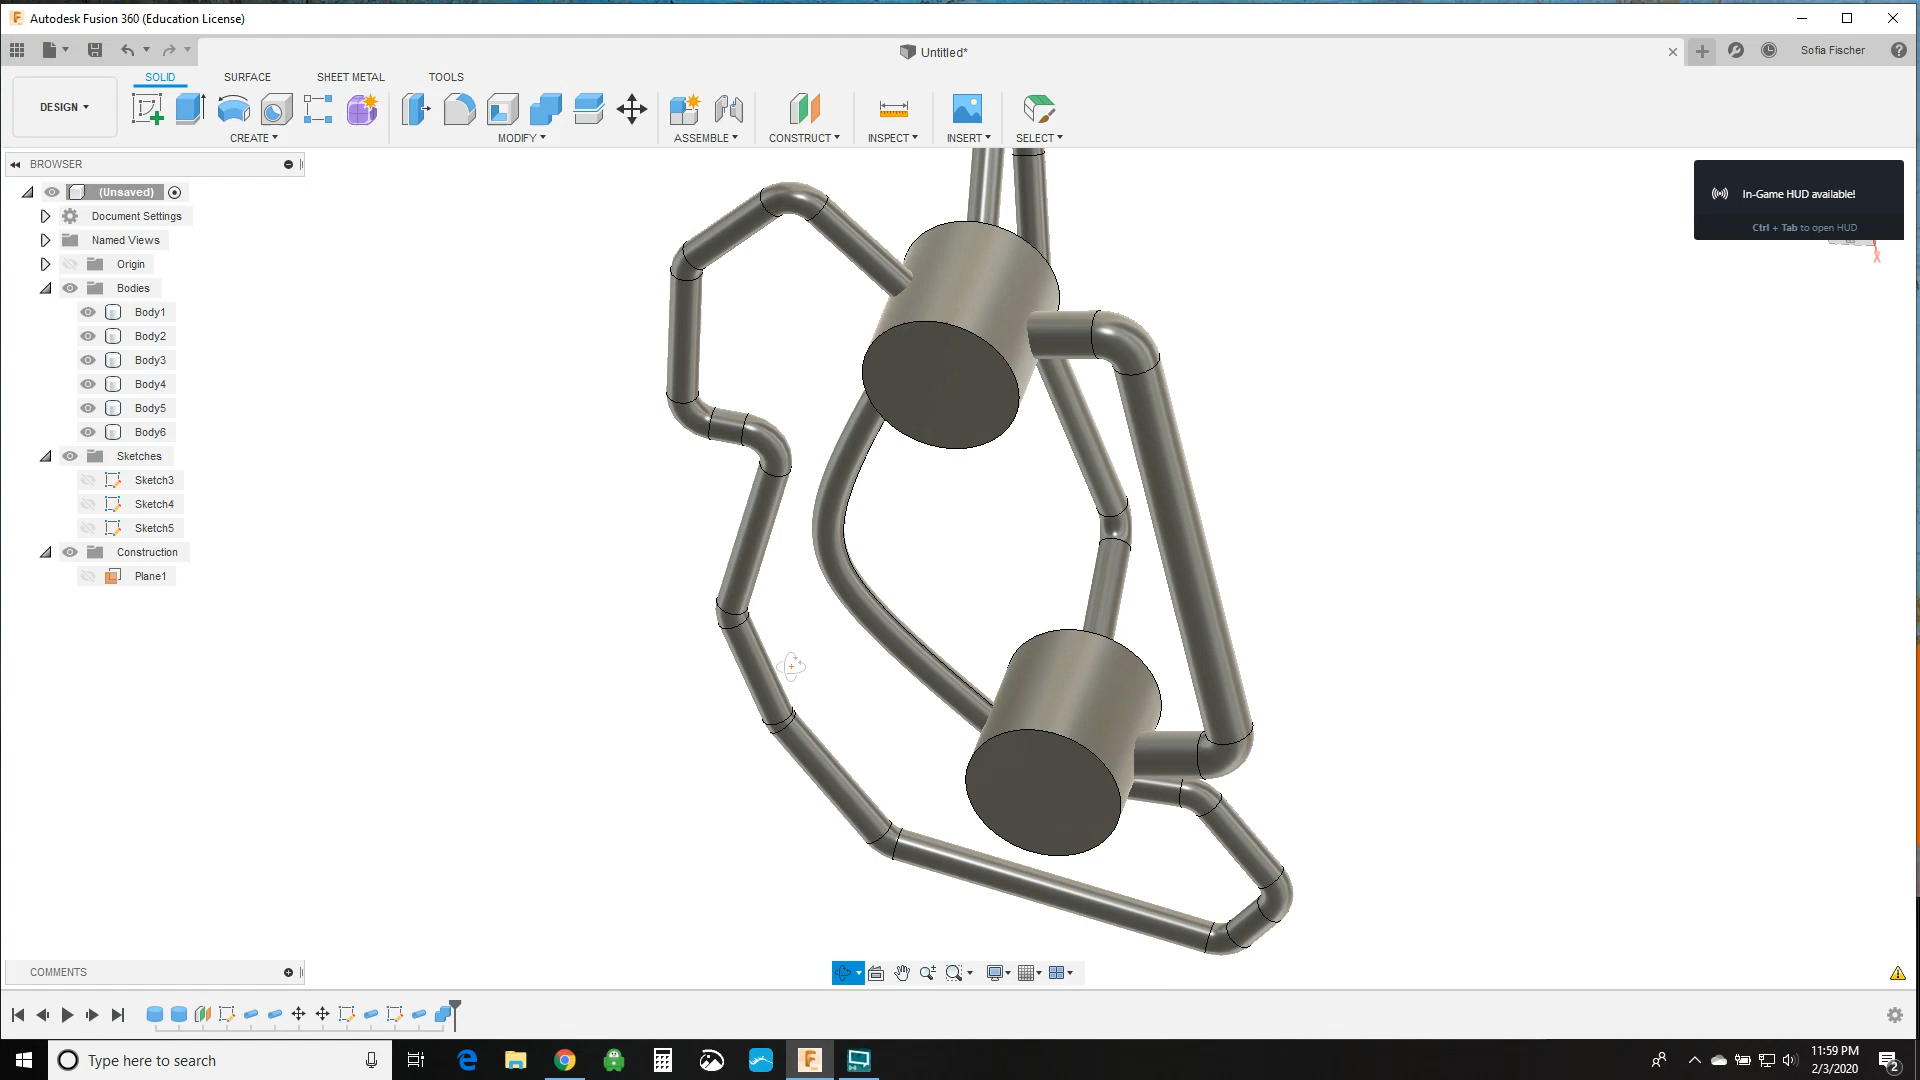 Autodesk Fusion 360 (Education License)
Untitled*
Sofia Fischer
DESIGN
SOLID
SURFACE
SHEET METAL
TOOLS
CREATE
MODIFY
ASSEMBLE
CONSTRUCT
INSPECT
INSERT
SELECT
BROWSER
(Unsaved)
Document Settings
Named Views
Origin
Bodies
Body1
Body2
Body3
Body4
Body5
Body6
Sketches
Sketch3
Sketch4
Sketch5
Construction
Plane1
In-Game HUD available!
Ctrl + Tab to open HUD
X
COMMENTS
Type here to search
11:59 PM
2/3/2020
2